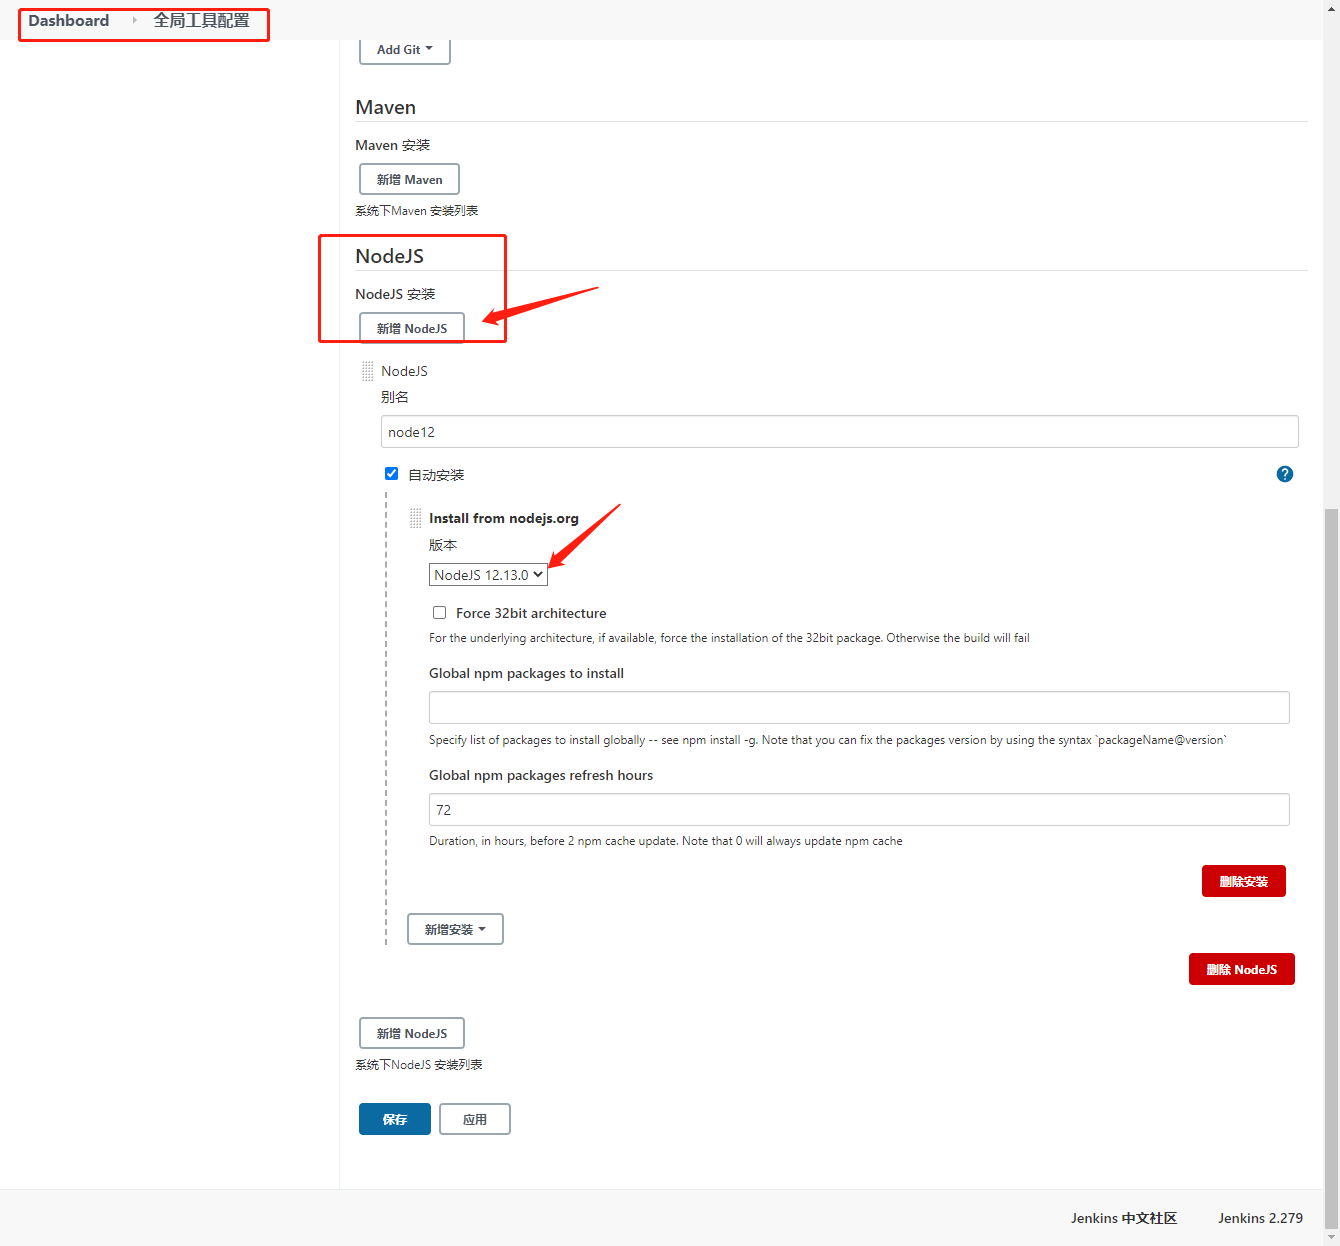 Dashboard 全局工具配置
Add Git
Maven
Maven 安装
新增 Maven
系统下Maven 安装列表
NodeJS
NodeJS 安装
新增 NodeJS
NodeJS
别名
node12
自动安装
Install from nodejs.org
版本
NodeJS 12.13.0
Force 32bit architecture
For the underlying architecture, if available, force the installation of the 32bit package. Otherwise the build will fail
Global npm packages to install
Specify list of packages to install globally -- see npm install -g. Note that you can fix the packages version by using the syntax `packageName@version`
Global npm packages refresh hours
72
Duration, in hours, before 2 npm cache update. Note that 0 will always update npm cache
删除安装
新增安装
删除 NodeJS
新增 NodeJS
系统下NodeJS 安装列表
保存 应用
Jenkins 中文社区 Jenkins 2.279